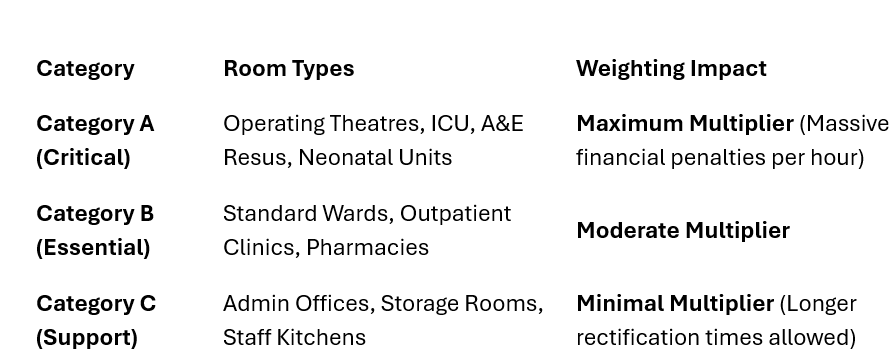 Category Room Types Weighting Impact
Category A Operating Theatres, ICU, A&E Maximum Multiplier (Massive
(Critical) Resus, Neonatal Units financial penalties per hour)
Category B Standard Wards, Outpatient
(Essential) Clinics, Pharmacies Moderate Multiplier
Category C Admin Offices, Storage Rooms, Minimal Multiplier (Longer
(Support) Staff Kitchens rectification times allowed)